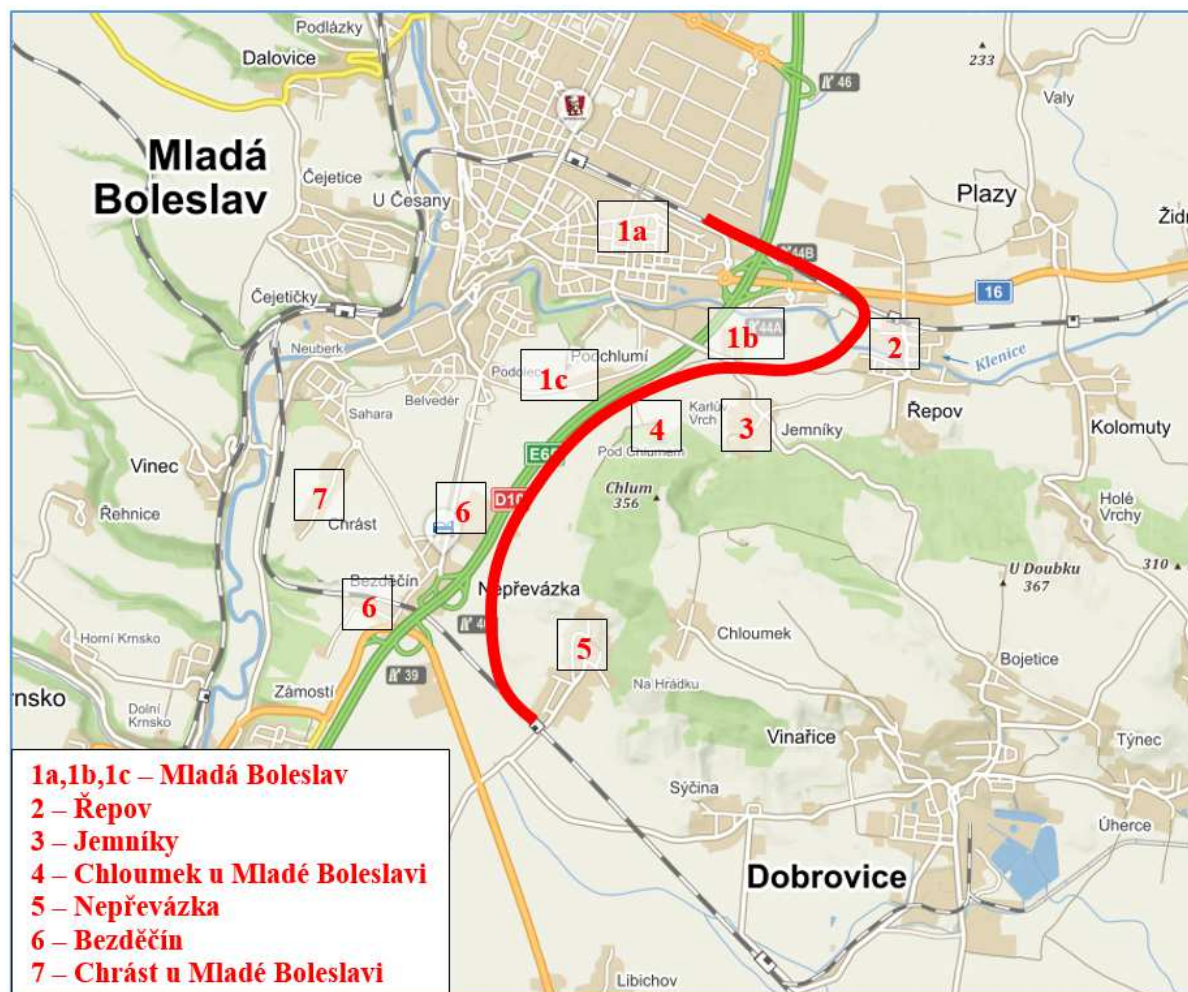 Podlázky
Dalovice
46
233
Valy
Mladá
Boleslav
Čejetice
U Česany
Plazy
1a
44B
16
Čejetičky
44A
1b
2
Klenice
Neuberk
Podchlumí
Podolec
1c
Belvedér
Sahara
Karlův
Vrch
4
3
Jemníky
Řepov
Kolomuty
Pod Chlumem
E65
Vinec
7
6
D10
Chlum
356
Řehnice
Chrást
Holé
Vrchy
Bezděčín
6
Nepřevázka
U Doubku
367
310
Horní Krnsko
39
5
Chloumek
Bojetice
Zámostí
Na Hrádku
Dolní
Krnsko
Vinařice
Týnec
Sýčina
Úherce
Dobrovice
Libichov
1a,1b,1c – Mladá Boleslav
2 – Řepov
3 – Jemníky
4 – Chloumek u Mladé Boleslavi
5 – Nepřevázka
6 – Bezděčín
7 – Chrást u Mladé Boleslavi